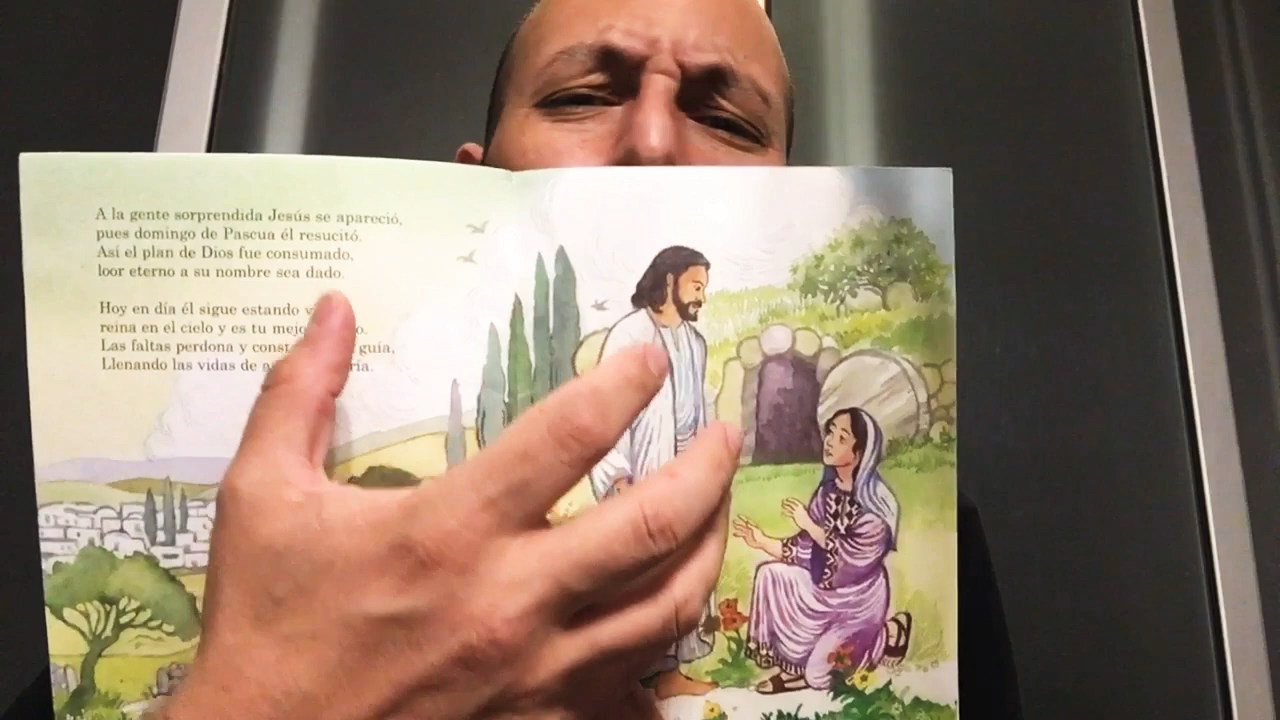 A la gente sorprendida Jesús se apareció,
pues domingo de Pascua él resucitó.
Así el plan de Dios fue consumado,
loor eterno a su nombre sea dado.
Hoy en día él sigue estando
reina en el cielo y es tu
Las faltas perdona y guía,
Llenando las vidas de